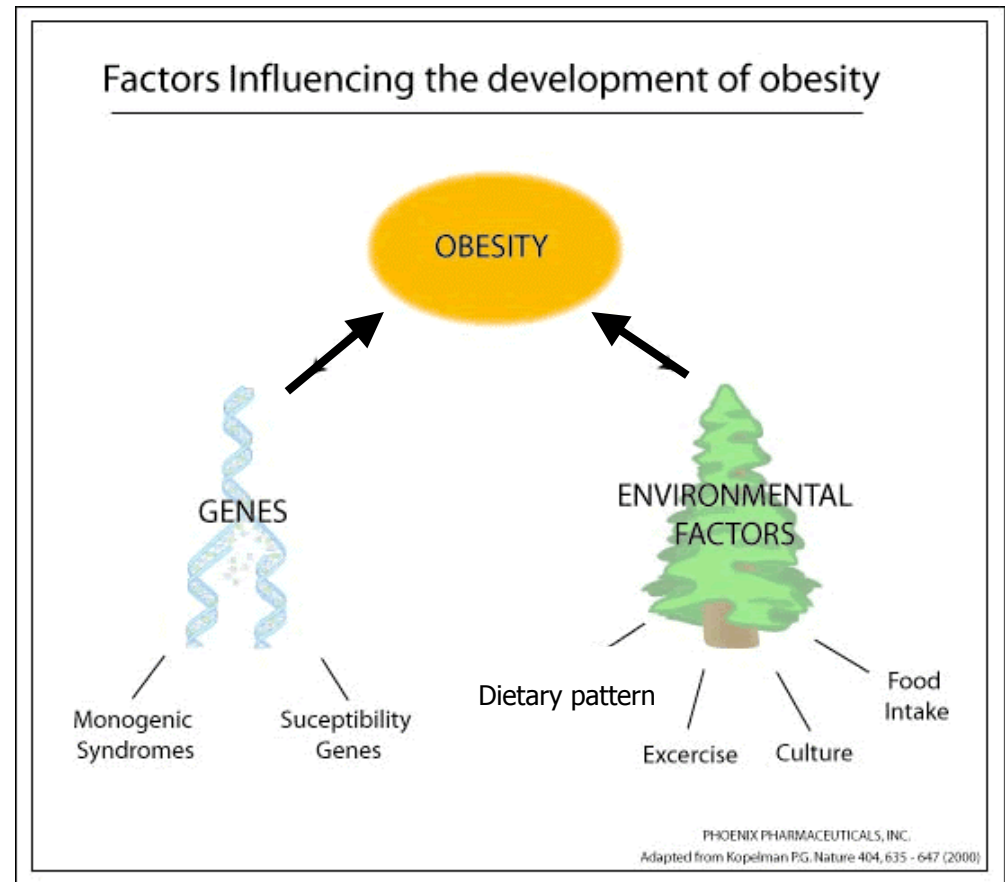 Factors Influencing the development of obesity
OBESITY
GENES
ENVIRONMENTAL
FACTORS
Monogenic
Syndromes
Suceptibility
Genes
Dietary pattern
Excercise
Culture
Food
Intake
PHOENIX PHARMACEUTICALS, INC.
Adapted from Kopelman P.G. Nature 404, 635 - 647 (2000)